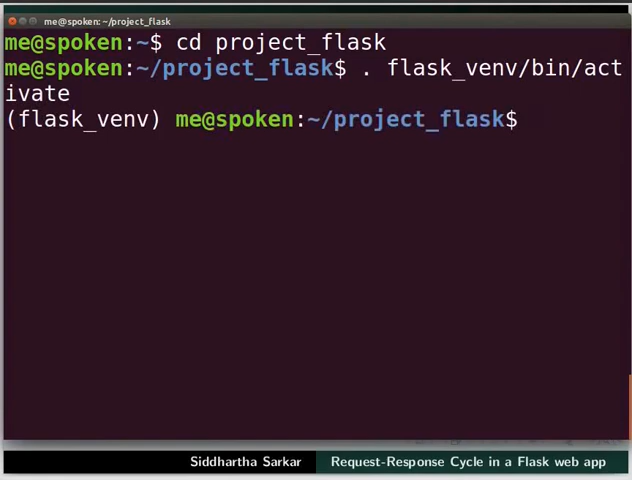 me@spoken: ~/project_flask
me@spoken:~$ cd project_flask
me@spoken:~/project_flask$ . flask_venv/bin/act
ivate
(flask_venv) me@spoken:~/project_flask$
Siddhartha Sarkar
Request-Response Cycle in a Flask web app